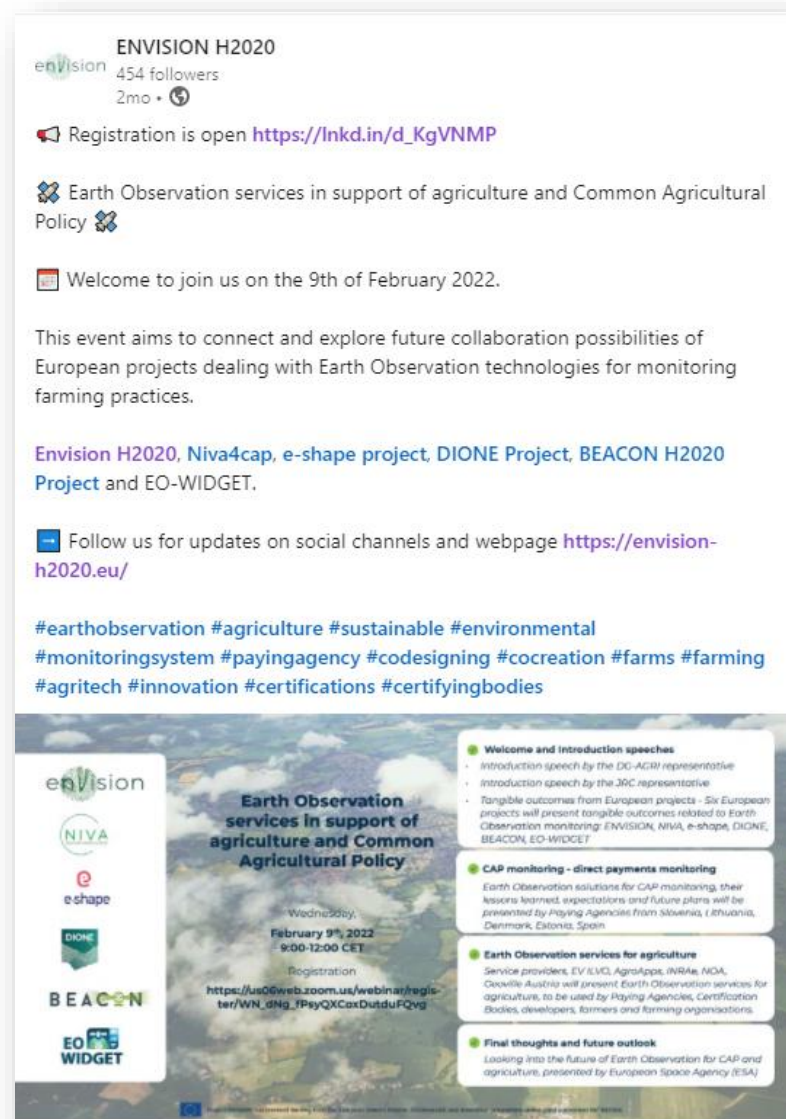 ENVISION H2020
envision
454 followers
2mo •
Registration is open https://lnkd.in/d_KgVNMP
Earth Observation services in support of agriculture and Common Agricultural
Policy
Welcome to join us on the 9th of February 2022.
This event aims to connect and explore future collaboration possibilities of
European projects dealing with Earth Observation technologies for monitoring
farming practices.
Envision H2020, Niva4cap, e-shape project, DIONE Project, BEACON H2020
Project and EO-WIDGET.
Follow us for updates on social channels and webpage https://envision-
h2020.eu/
#earthobservation #agriculture #sustainable #environmental
#monitoringsystem #payingagency #codesigning #cocreation #farms #farming
#agritech #innovation #certifications #certifyingbodies
envision
NIVA
e-shape
DIONE
BEACON
EO
WIDGET
Earth Observation
services in support of
agriculture and Common
Agricultural Policy
Wednesday,
February 9th, 2022
9:00-12:00 CET
Registration
https://us06web.zoom.us/webinar/regis-
Welcome and Introduction speeches
- Introduction speech by the DG-AGRI representative
- Introduction speech by the JRC representative
- Tangible outcomes from European projects - Six European
projects will present tangible outcomes related to Earth
Observation monitoring: ENVISION, NIVA, e-shape, DIONE,
BEACON, EO-WIDGET
CAP monitoring - direct payments monitoring
Earth Observation solutions for CAP monitoring, their
lessons learned, expectations and future plans will be
presented by Paying Agencies from Slovenia, Lithuania,
Denmark, Estonia, Spain
Earth Observation services for agriculture
Service providers, EV ILVO, AgroApps, INRAe, NOA,
Geoville Austria will present Earth Observation services for
agriculture, to be used by Paying Agencies, Certification
Bodies, developers, farmers and farming organisations.
Final thoughts and future outlook
Looking into the future of Earth Observation for CAP and
agriculture, presented by European Space Agency (ESA)